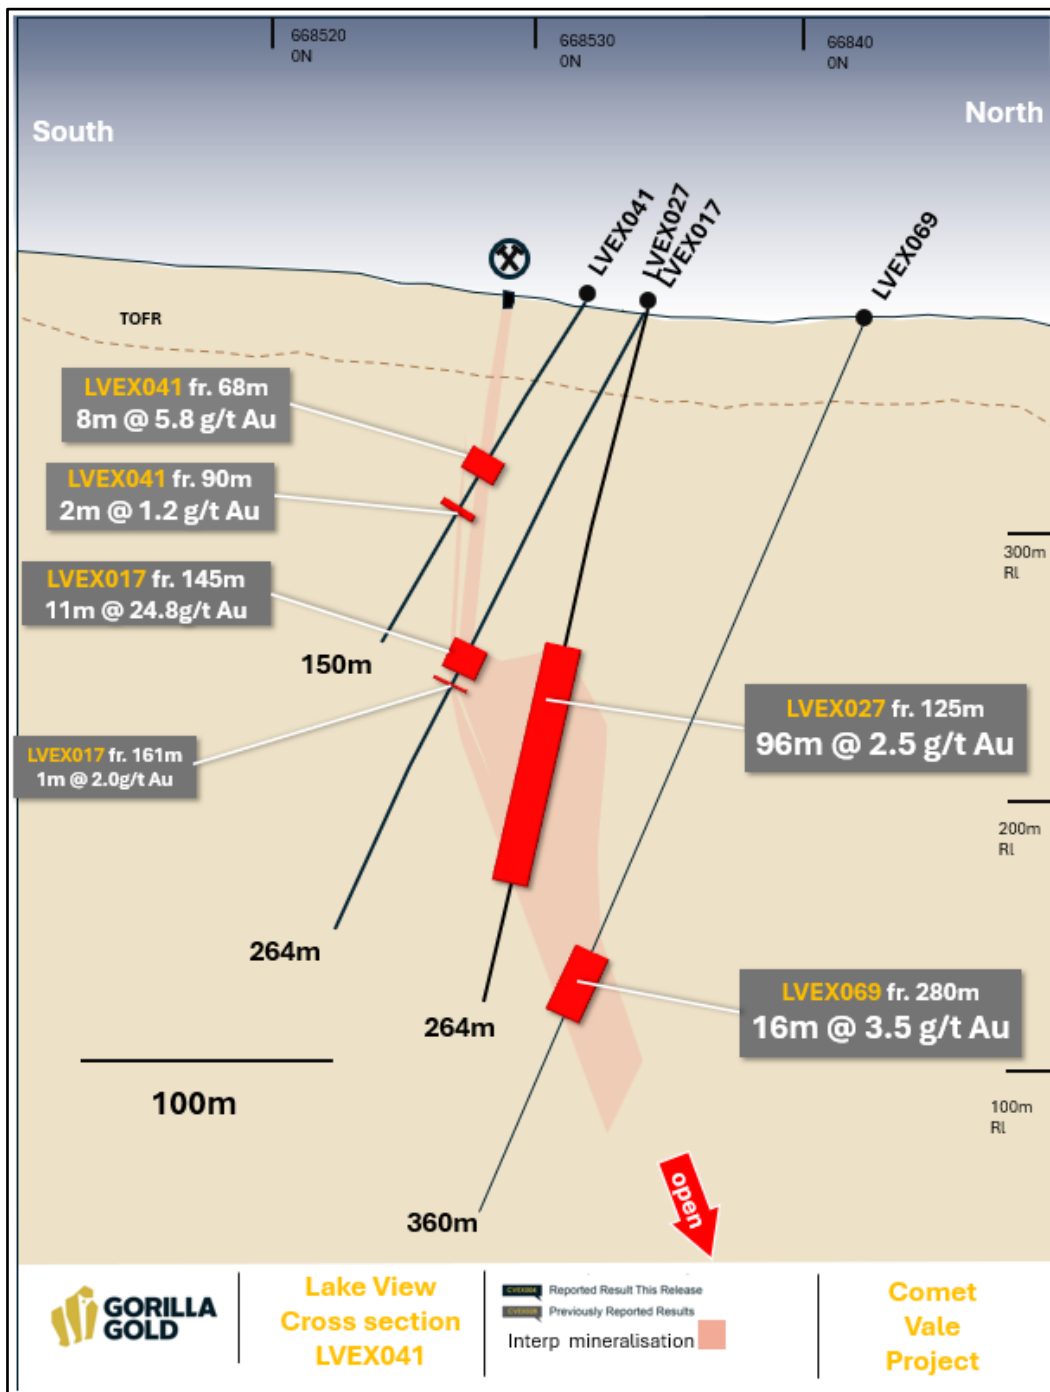 668520
0N
668530
0N
66840
0N
South
North
LVEX041
LVEX027
LVEX017
LVEX069
TOFR
LVEX041 fr. 68m
8m @ 5.8 g/t Au
LVEX041 fr. 90m
2m @ 1.2 g/t Au
300m
Rl
LVEX017 fr. 145m
11m @ 24.8g/t Au
150m
LVEX027 fr. 125m
96m @ 2.5 g/t Au
LVEX017 fr. 161m
1m @ 2.0g/t Au
200m
Rl
264m
264m
LVEX069 fr. 280m
16m @ 3.5 g/t Au
100m
100m
Rl
open
360m
GORILLA
GOLD
Lake View
Cross section
LVEX041
Reported Result This Release
Previously Reported Results
Interp mineralisation
Comet
Vale
Project